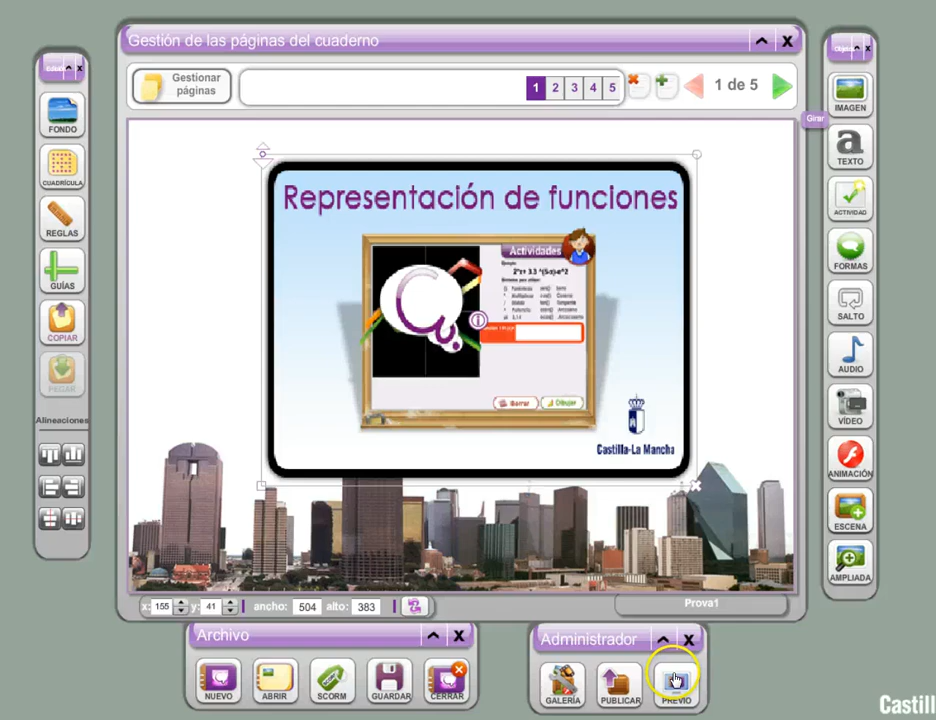 Gestión de las páginas del cuaderno
Gestionar
páginas
1 2 3 4 5
1 de 5
FONDO
CUADRÍCULA
REGLAS
GUÍAS
COPIAR
PEGAR
Alineaciones
Girar
IMAGEN
TEXTO
ACTIVIDAD
FORMAS
SALTO
AUDIO
VÍDEO
ANIMACIÓN
ESCENA
AMPLIADA
Representación de funciones
Actividades
Borrar
Dibujar
Castilla-La Mancha
x: 155 y: 41 ancho: 504 alto: 383
Prova1
Archivo
NUEVO
ABRIR
SCORM
GUARDAR
CERRAR
Administrador
GALERÍA
PUBLICAR
PREVIO
Castill